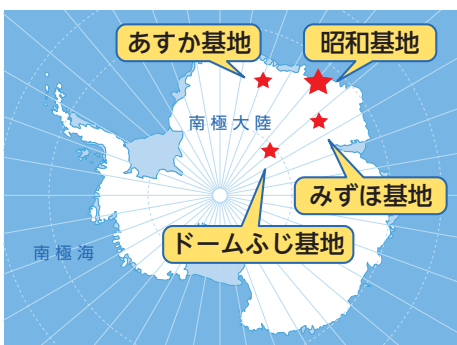 あすか基地
昭和基地
南極大陸
みずほ基地
ドームふじ基地
南極海